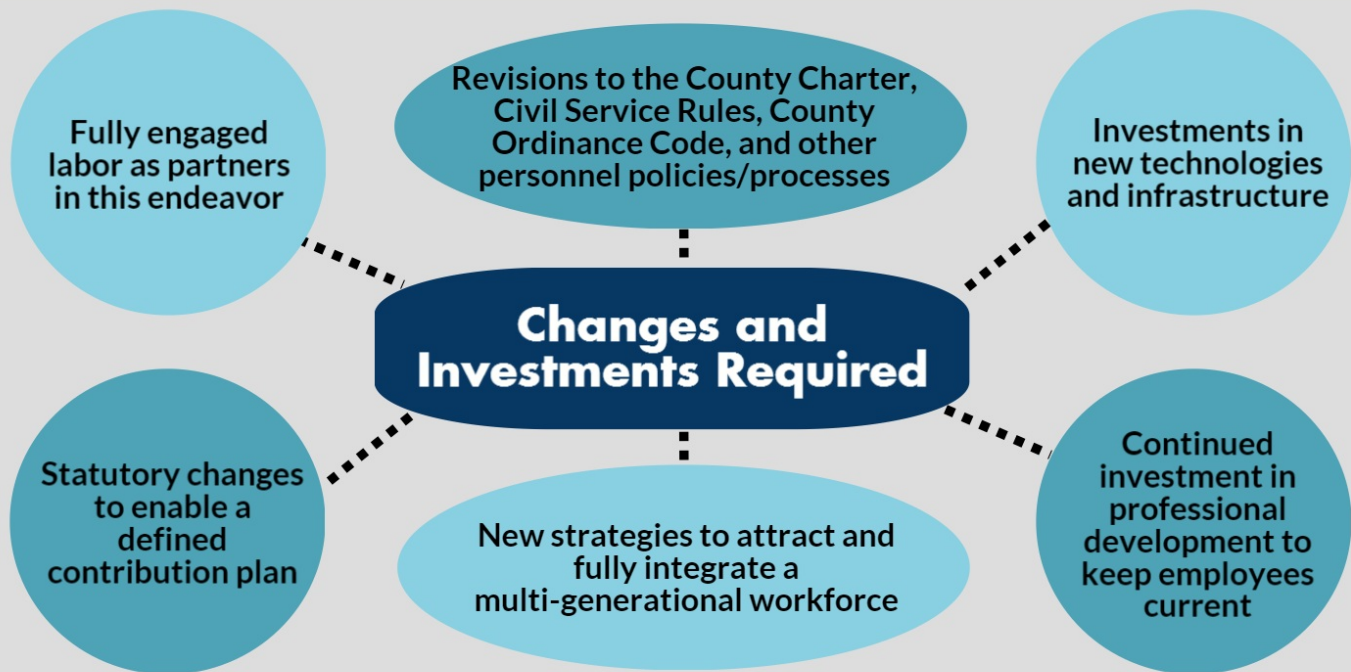 Fully engaged
labor as partners
in this endeavor
Revisions to the County Charter,
Civil Service Rules, County
Ordinance Code, and other
personnel policies/processes
Investments in
new technologies
and infrastructure
Changes and
Investments Required
Statutory changes
to enable a
defined
contribution plan
New strategies to attract and
fully integrate a
multi-generational workforce
Continued
investment in
professional
development to
keep employees
current